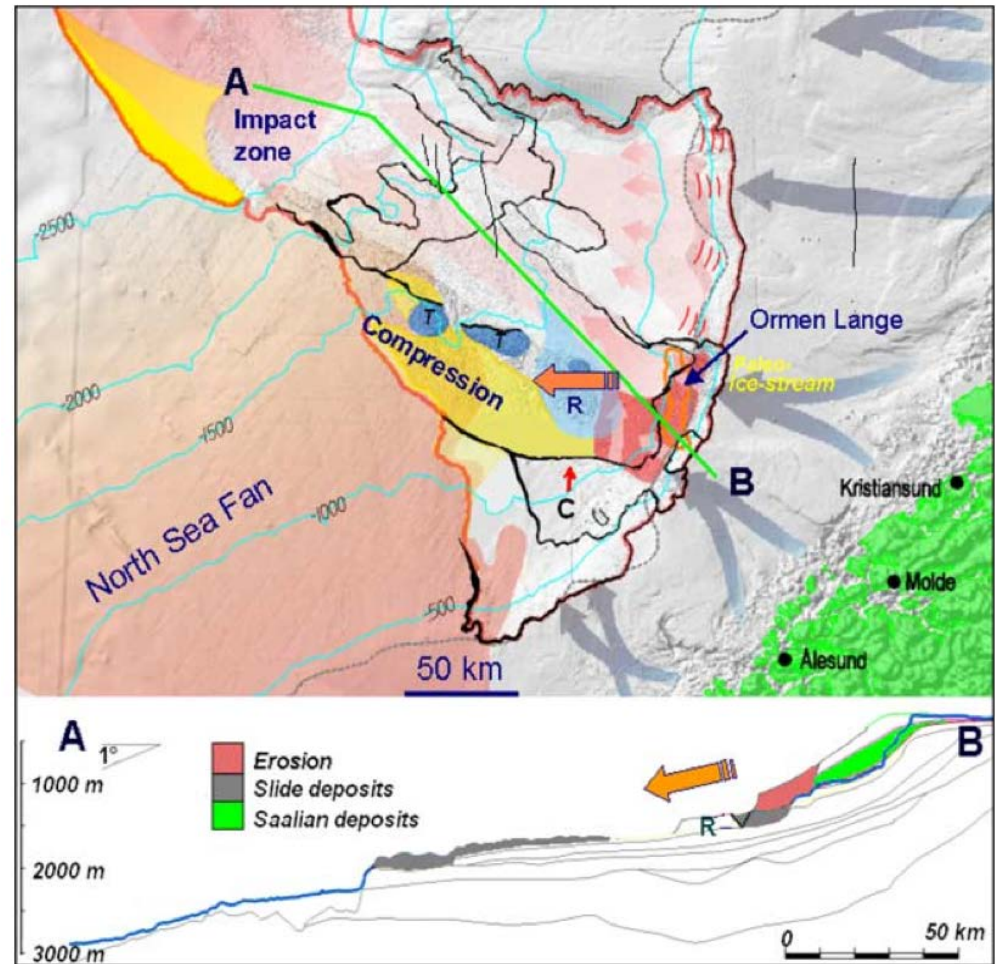 A
Impact
zone
-2500
Ormen Lange
T
T
Compression
Paleo-
Ice-stream
-2000
R
-1500
B
Kristiansund
C
-1000
North Sea Fan
Molde
-500
50 km
Ålesund
A
B
1°
Erosion
1000 m
Slide deposits
Saalian deposits
R
2000 m
0
50 km
3000 m